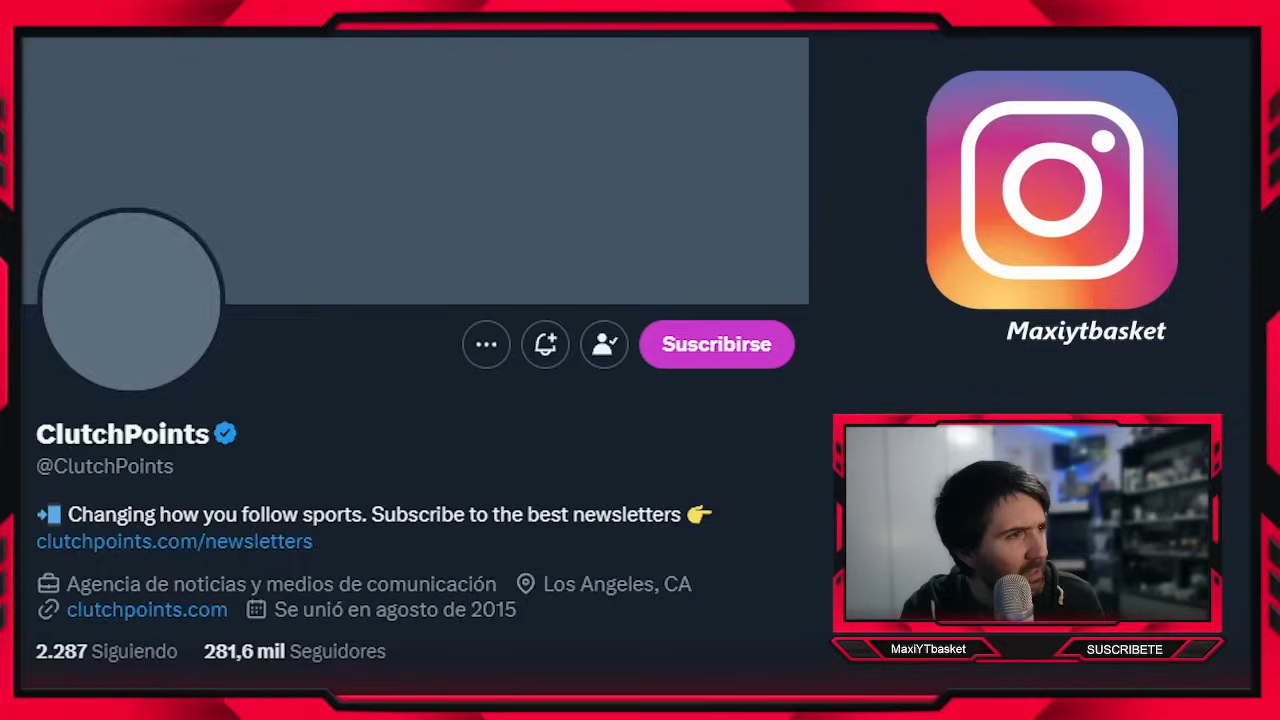 Suscribirse
Maxiytbasket
ClutchPoints
@ClutchPoints
Changing how you follow sports. Subscribe to the best newsletters 👉
clutchpoints.com/newsletters
Agencia de noticias y medios de comunicación Los Angeles, CA
clutchpoints.com Se unió en agosto de 2015
2.287 Siguiendo 281,6 mil Seguidores
MaxiYTbasket SUSCRIBETE